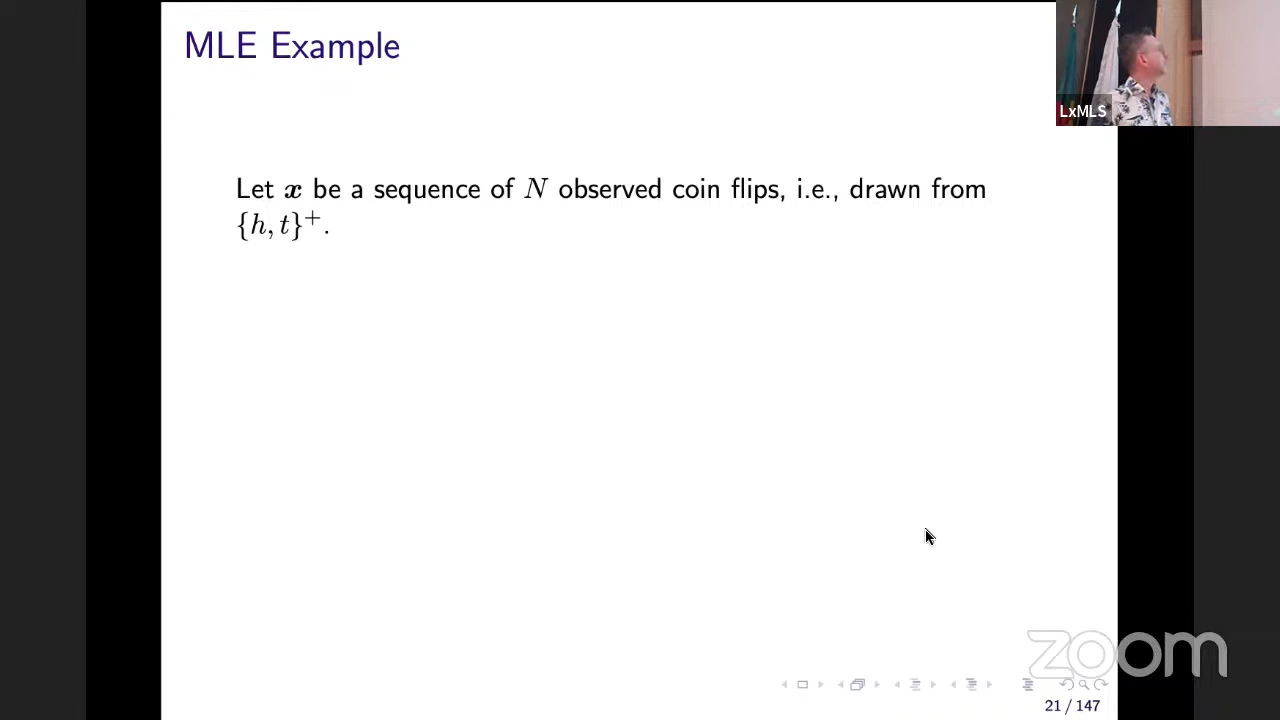 MLE Example
LxMLS
Let x be a sequence of N observed coin flips, i.e., drawn from
{h, t}⁺.
zoom
21 / 147